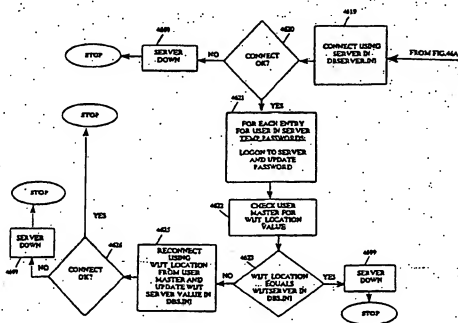 4619
4620
SERVER
DOWN
STOP
NO
CONNECT
OK?
CONNECT USING
SERVER IN
DBSERVER.INI
FROM FIG.46A
YES
4621
FOR EACH ENTRY
FOR USER IN SERVER
TEMP_PASSWORDS:
LOGON TO SERVER
AND UPDATE
PASSWORD
STOP
4622
CHECK USER
MASTER FOR
WUT LOCATION
VALUE
STOP
YES
4625
4623
SERVER
DOWN
4626
RECONNECT
USING
WUT LOCATION
FROM USER
MASTER AND
UPDATE WUT
SERVER VALUE IN
DBS.INI
NO
WUT LOCATION
EQUALS
WUTSERVER IN
DBS.INI
YES
4699
SERVER
DOWN
NO
CONNECT
OK?
STOP